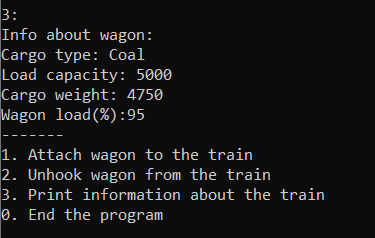 3:
Info about wagon:
Cargo type: Coal
Load capacity: 5000
Cargo weight: 4750
Wagon load(%):95
-------
1. Attach wagon to the train
2. Unhook wagon from the train
3. Print information about the train
0. End the program